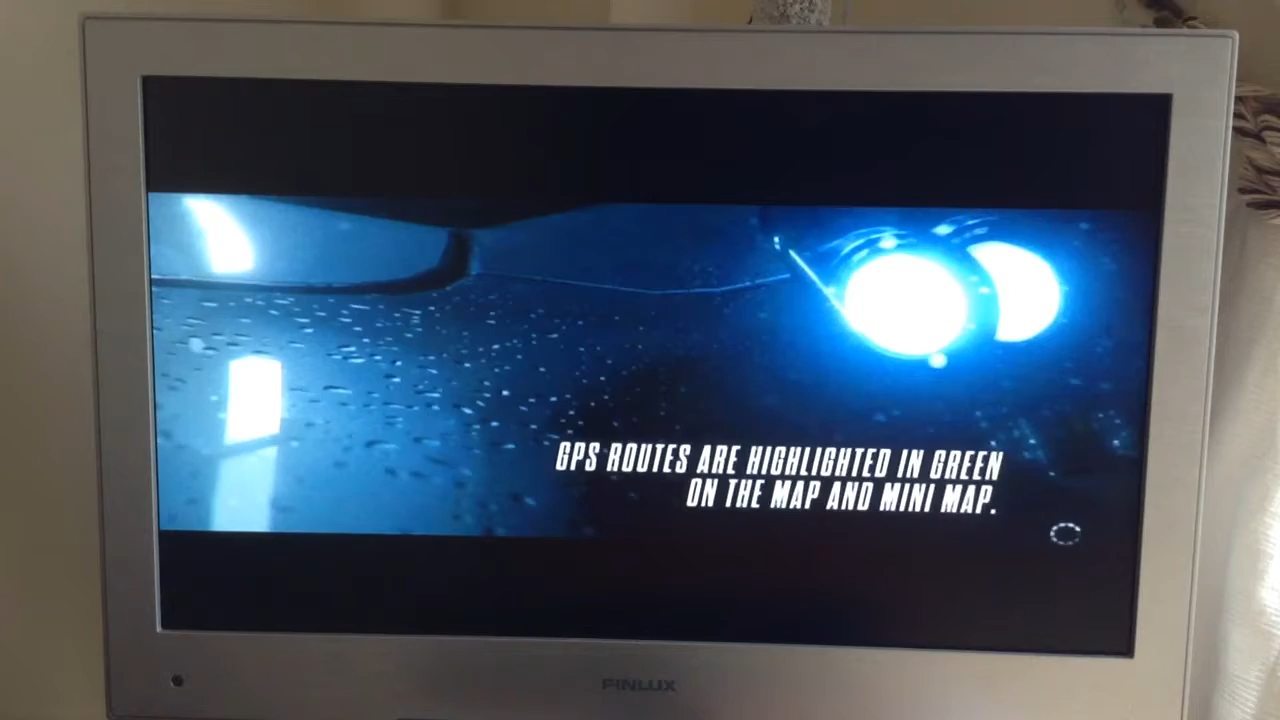 GPS ROUTES ARE HIGHLIGHTED IN GREEN
ON THE MAP AND MINI MAP.
FINLUX